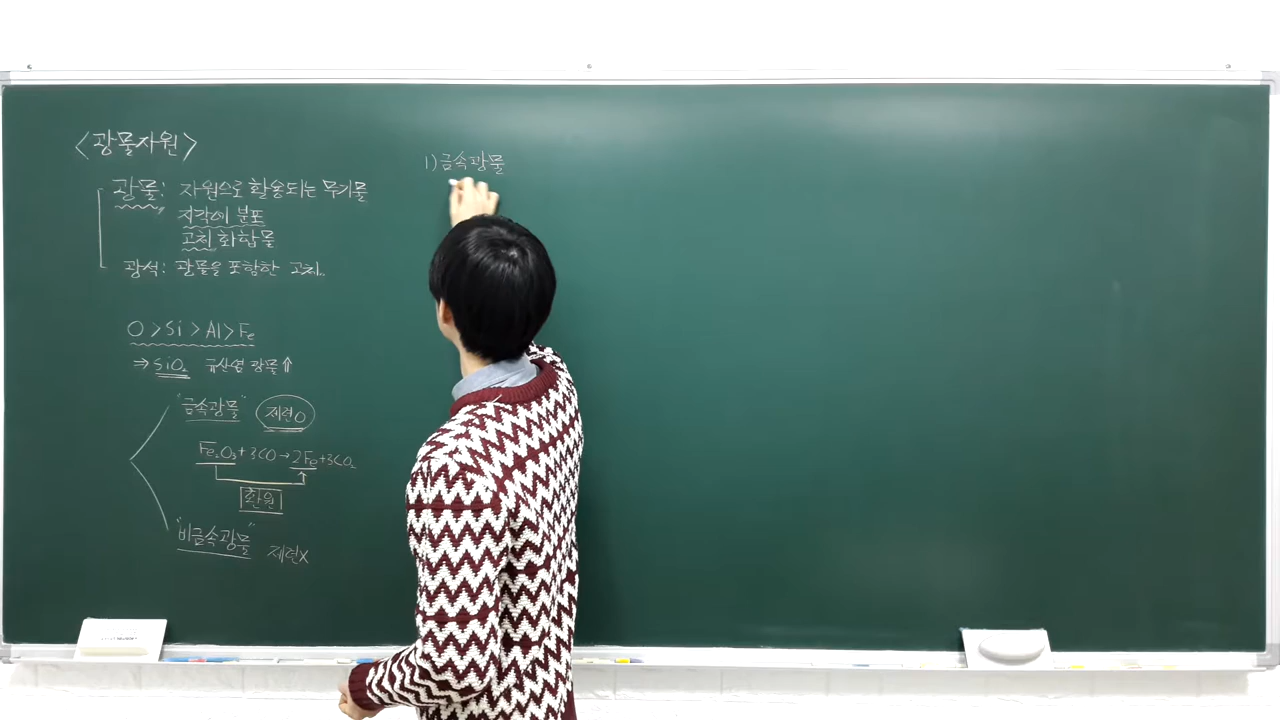 <광물자원>
광물: 자원으로 활용되는 무기물
지각에 분포
고체 화합물
광석: 광물을 포함한 고체.
O > Si > Al > Fe
⇒ SiO₂ 규산염 광물↑
"금속광물" 제련O
Fe₂O₃ + 3CO → 2Fe + 3CO₂
환원
"비금속광물" 제련X
1) 금속광물